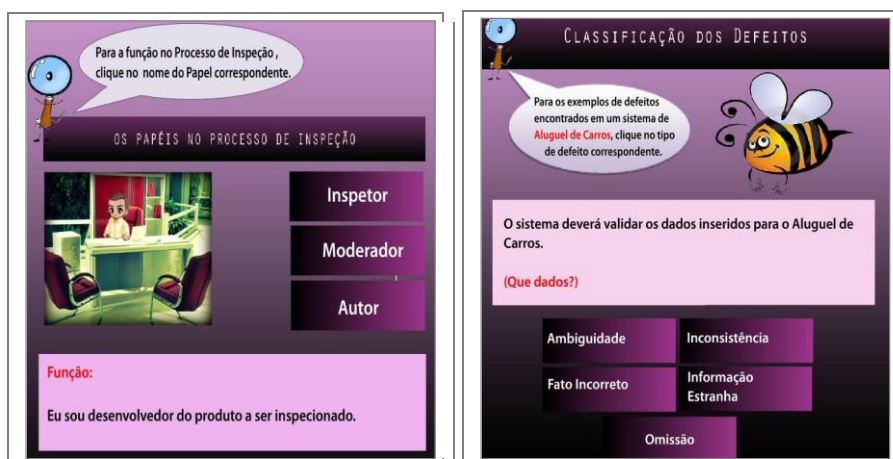 Para a função no Processo de Inspeção ,
clique no nome do Papel correspondente.
OS PAPÉIS NO PROCESSO DE INSPEÇÃO
Inspetor
Moderador
Autor
Função:
Eu sou desenvolvedor do produto a ser inspecionado.
CLASSIFICAÇÃO DOS DEFEITOS
Para os exemplos de defeitos
encontrados em um sistema de
Aluguel de Carros, clique no tipo
de defeito correspondente.
O sistema deverá validar os dados inseridos para o Aluguel de
Carros.
(Que dados?)
Ambiguidade
Inconsistência
Fato Incorreto
Informação
Estranha
Omissão